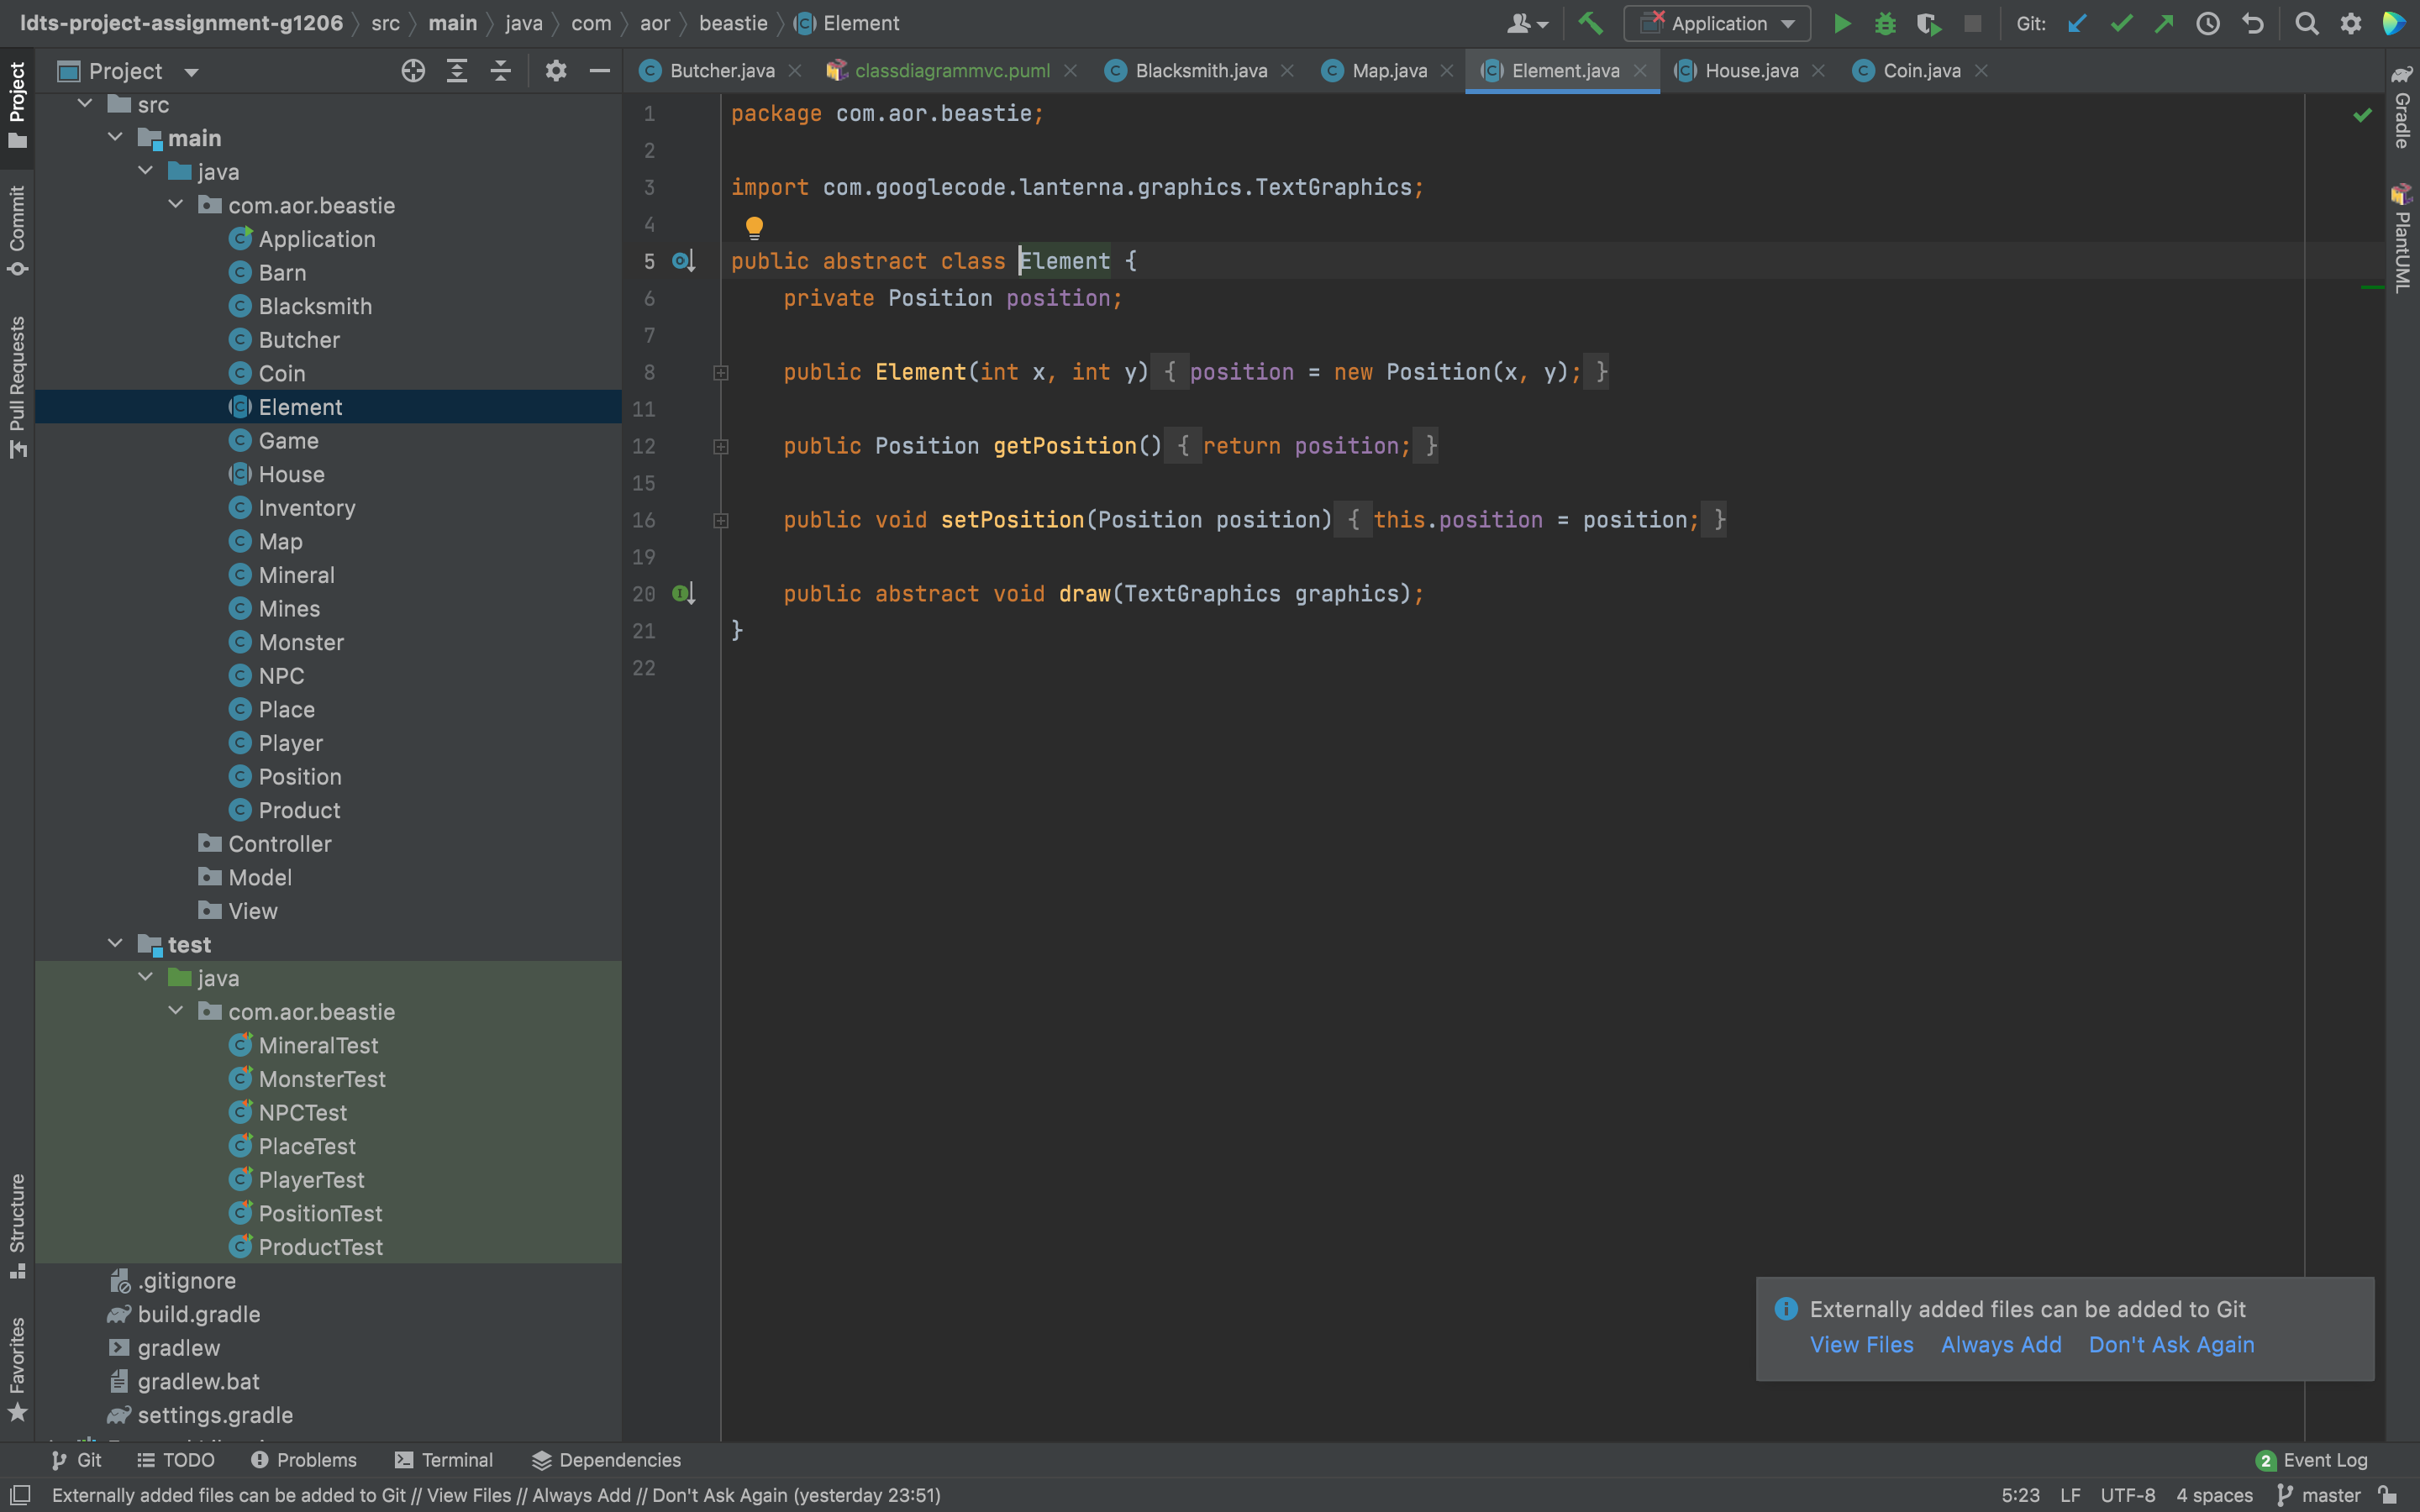 ldts-project-assignment-g1206 src main java com aor beastie Element
Application
Git:
Project
Butcher.java
classdiagrammvc.puml
Blacksmith.java
Map.java
Element.java
House.java
Coin.java
Project
Commit
Pull Requests
Structure
Favorites
src
main
java
com.aor.beastie
Application
Barn
Blacksmith
Butcher
Coin
Element
Game
House
Inventory
Map
Mineral
Mines
Monster
NPC
Place
Player
Position
Product
Controller
Model
View
test
java
com.aor.beastie
MineralTest
MonsterTest
NPCTest
PlaceTest
PlayerTest
PositionTest
ProductTest
.gitignore
build.gradle
gradlew
gradlew.bat
settings.gradle
1 package com.aor.beastie;
2
3 import com.googlecode.lanterna.graphics.TextGraphics;
4
5 public abstract class Element {
6 private Position position;
7
8 public Element(int x, int y) { position = new Position(x, y); }
11
12 public Position getPosition() { return position; }
15
16 public void setPosition(Position position) { this.position = position; }
19
20 public abstract void draw(TextGraphics graphics);
21 }
22
Gradle
PlantUML
Externally added files can be added to Git
View Files Always Add Don't Ask Again
Git
TODO
Problems
Terminal
Dependencies
2 Event Log
Externally added files can be added to Git // View Files // Always Add // Don't Ask Again (yesterday 23:51)
5:23 LF UTF-8 4 spaces master